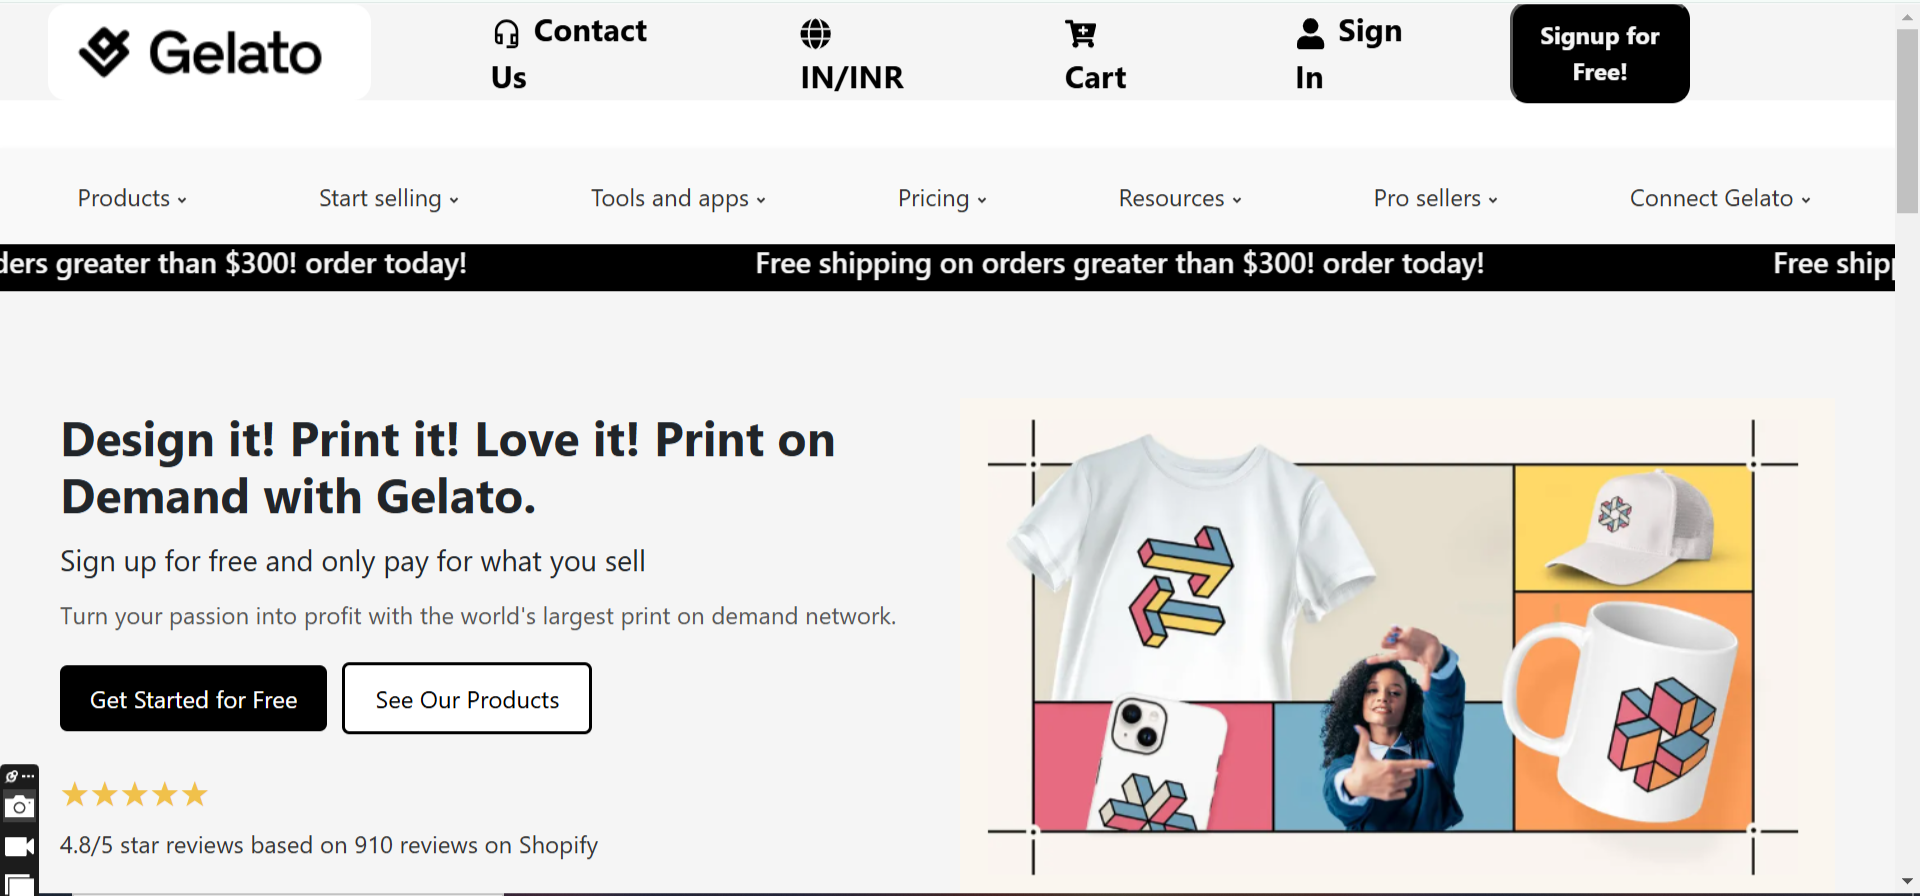 Gelato
Contact
Us
IN/INR
Cart
Sign
In
Signup for
Free!
Products
Start selling
Tools and apps
Pricing
Resources
Pro sellers
Connect Gelato
ders greater than $300! order today!
Free shipping on orders greater than $300! order today!
Free ship
Design it! Print it! Love it! Print on
Demand with Gelato.
Sign up for free and only pay for what you sell
Turn your passion into profit with the world's largest print on demand network.
Get Started for Free
See Our Products
4.8/5 star reviews based on 910 reviews on Shopify